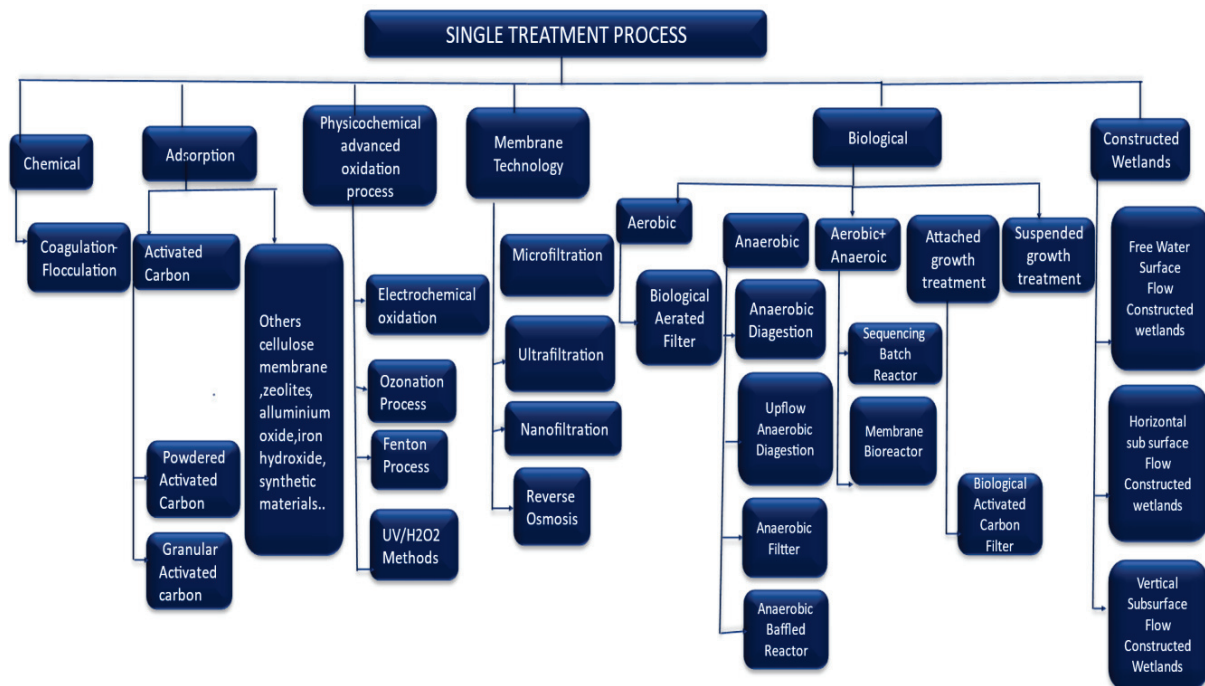 SINGLE TREATMENT PROCESS
Chemical
Coagulation-
Flocculation
Adsorption
Activated
Carbon
Powdered
Activated
Carbon
Granular
Activated
carbon
Others
cellulose
membrane
,zeolites,
alluminium
oxide,iron
hydroxide,
synthetic
materials..
Physicochemical
advanced
oxidation
process
Electrochemical
oxidation
Ozonation
Process
Fenton
Process
UV/H2O2
Methods
Membrane
Technology
Microfiltration
Ultrafiltration
Nanofiltration
Reverse
Osmosis
Biological
Aerobic
Biological
Aerated
Filter
Anaerobic
Anaerobic
Diagestion
Upflow
Anaerobic
Diagestion
Anaerobic
Filtter
Anaerobic
Baffled
Reactor
Aerobic+
Anaeroic
Sequencing
Batch
Reactor
Membrane
Bioreactor
Attached
growth
treatment
Biological
Activated
Carbon
Filter
Suspended
growth
treatment
Constructed
Wetlands
Free Water
Surface
Flow
Constructed
wetlands
Horizontal
sub surface
Flow
Constructed
wetlands
Vertical
Subsurface
Flow
Constructed
Wetlands